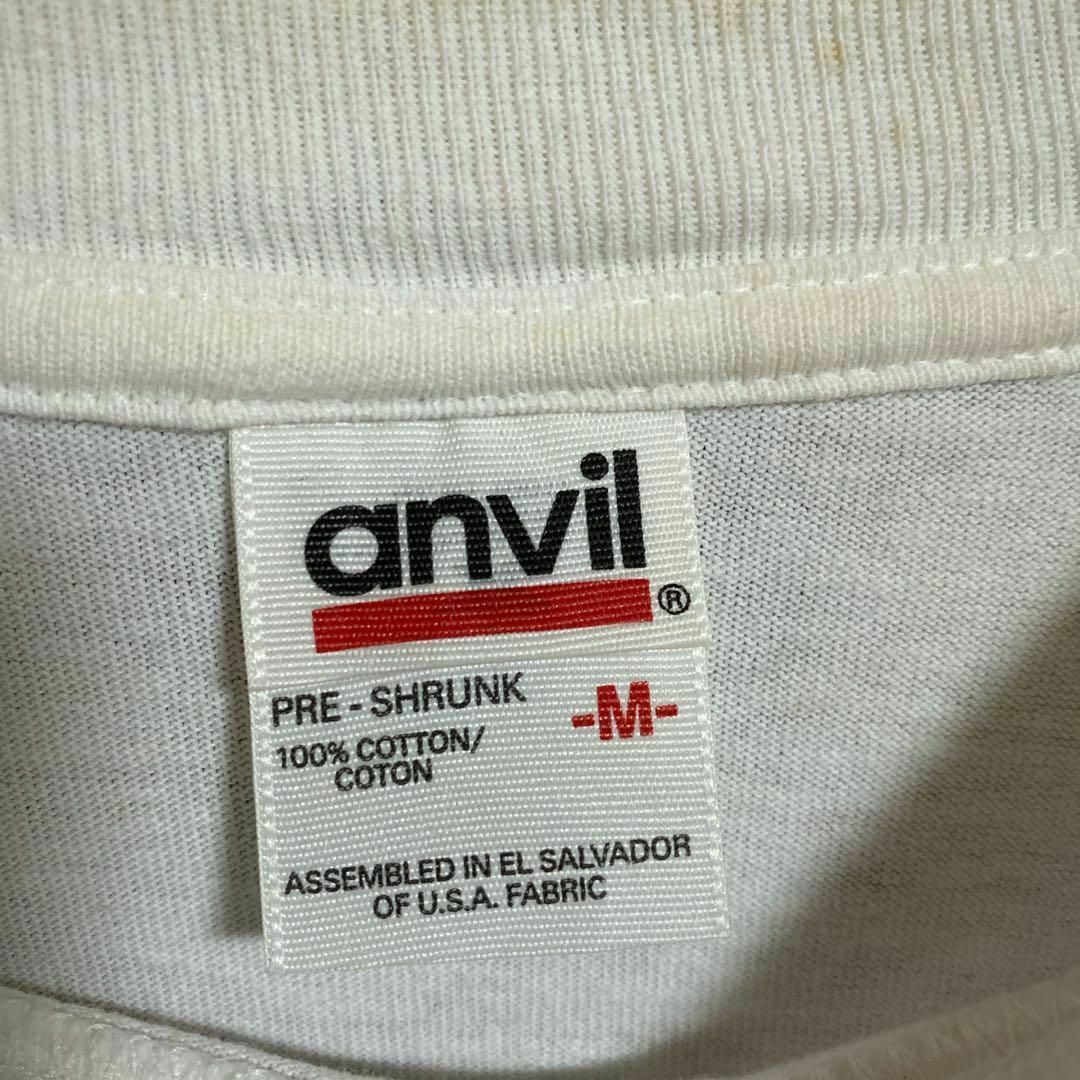 anvil®
PRE - SHRUNK
-M-
100% COTTON/
COTON
ASSEMBLED IN EL SALVADOR
OF U.S.A. FABRIC